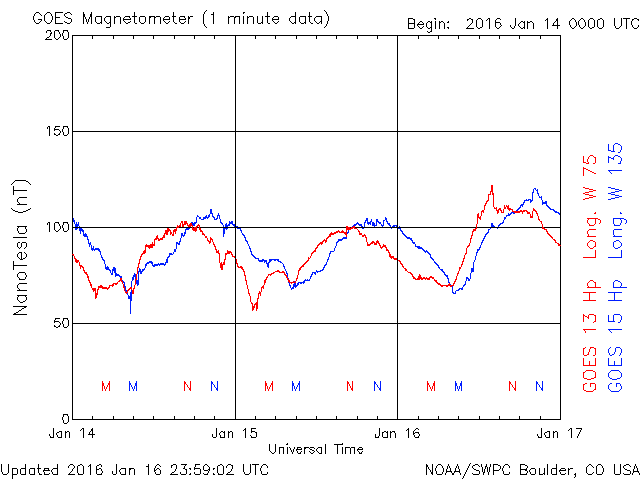 GOES Magnetometer (1 minute data)
Begin: 2016 Jan 14 0000 UTC
200
150
100
50
0
NanoTesla (nT)
M M N N M M N N M M N N
Jan 14 Jan 15 Jan 16 Jan 17
Universal Time
GOES 13 Hp Long. W 75
GOES 15 Hp Long. W 135
Updated 2016 Jan 16 23:59:02 UTC
NOAA/SWPC Boulder, CO USA